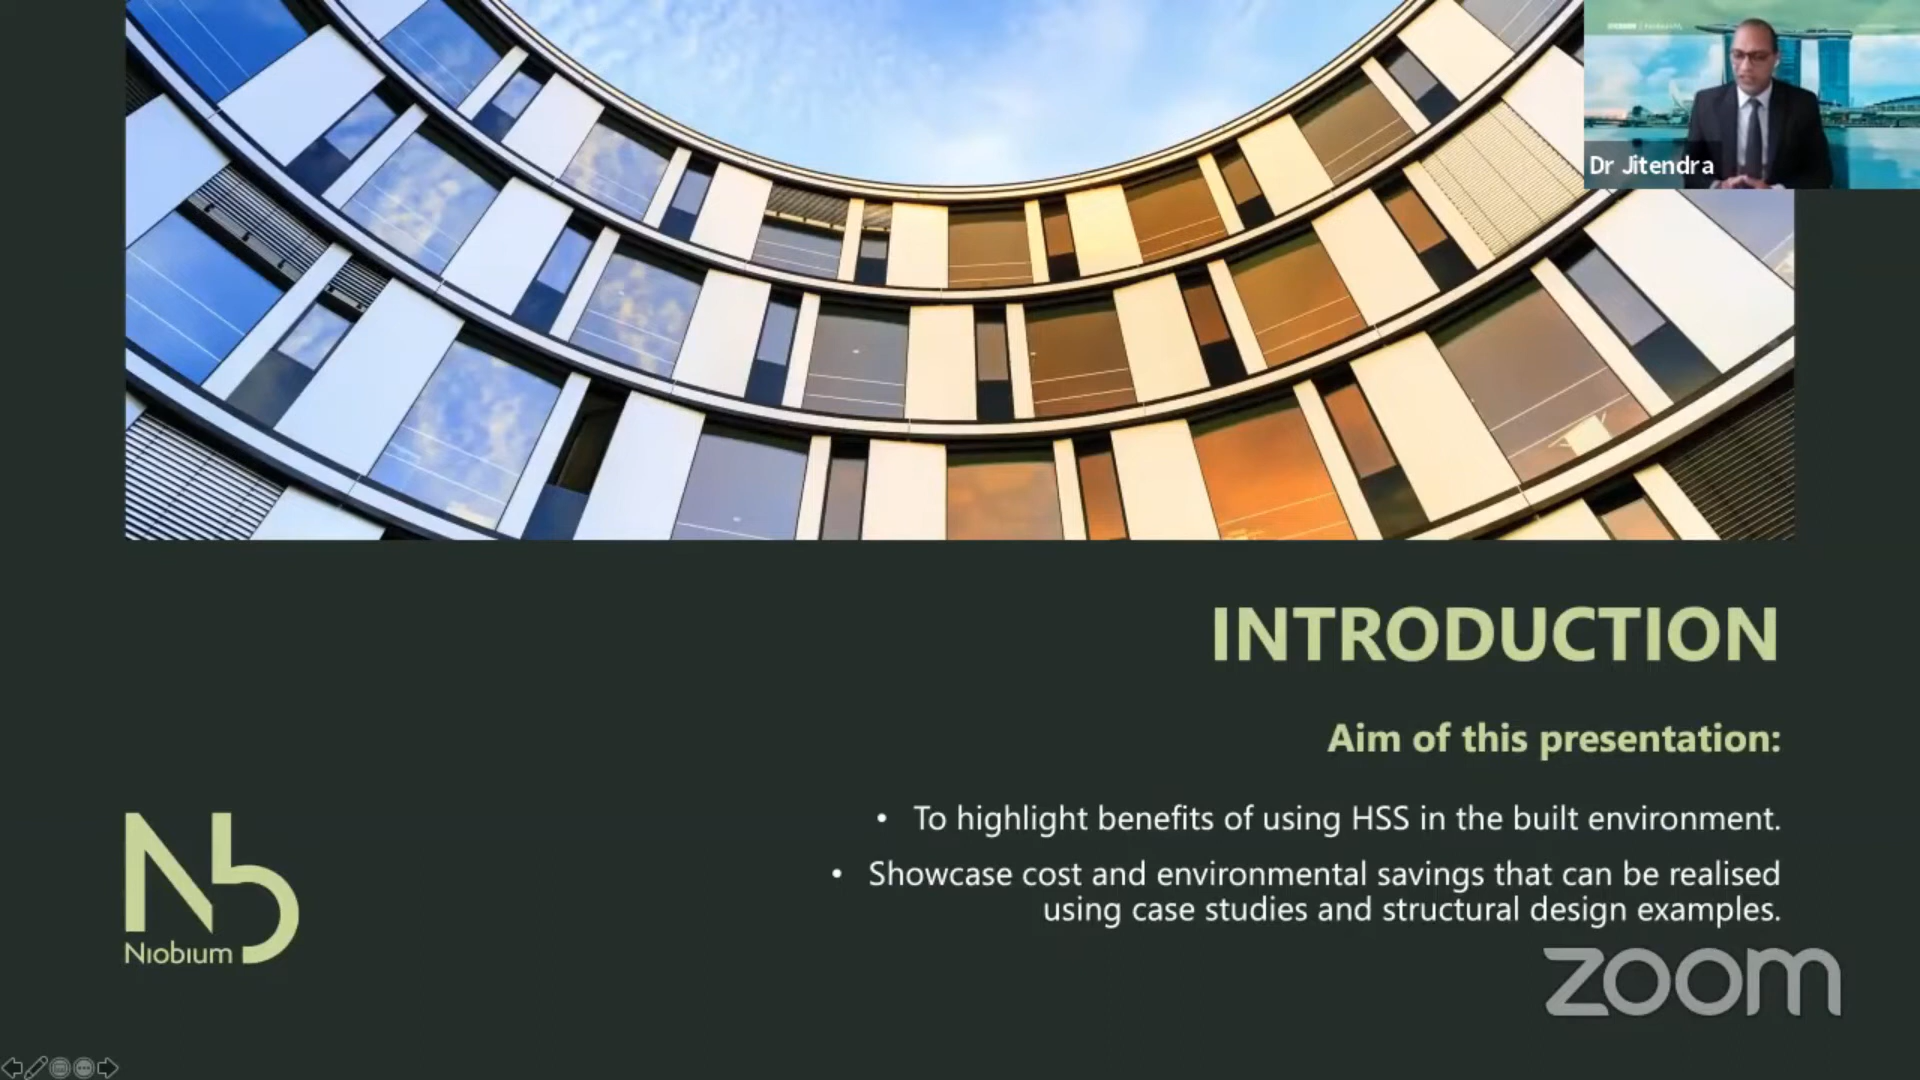 Dr Jitendra
INTRODUCTION
Aim of this presentation:
• To highlight benefits of using HSS in the built environment.
• Showcase cost and environmental savings that can be realised
using case studies and structural design examples.
Nb
Niobium
zoom